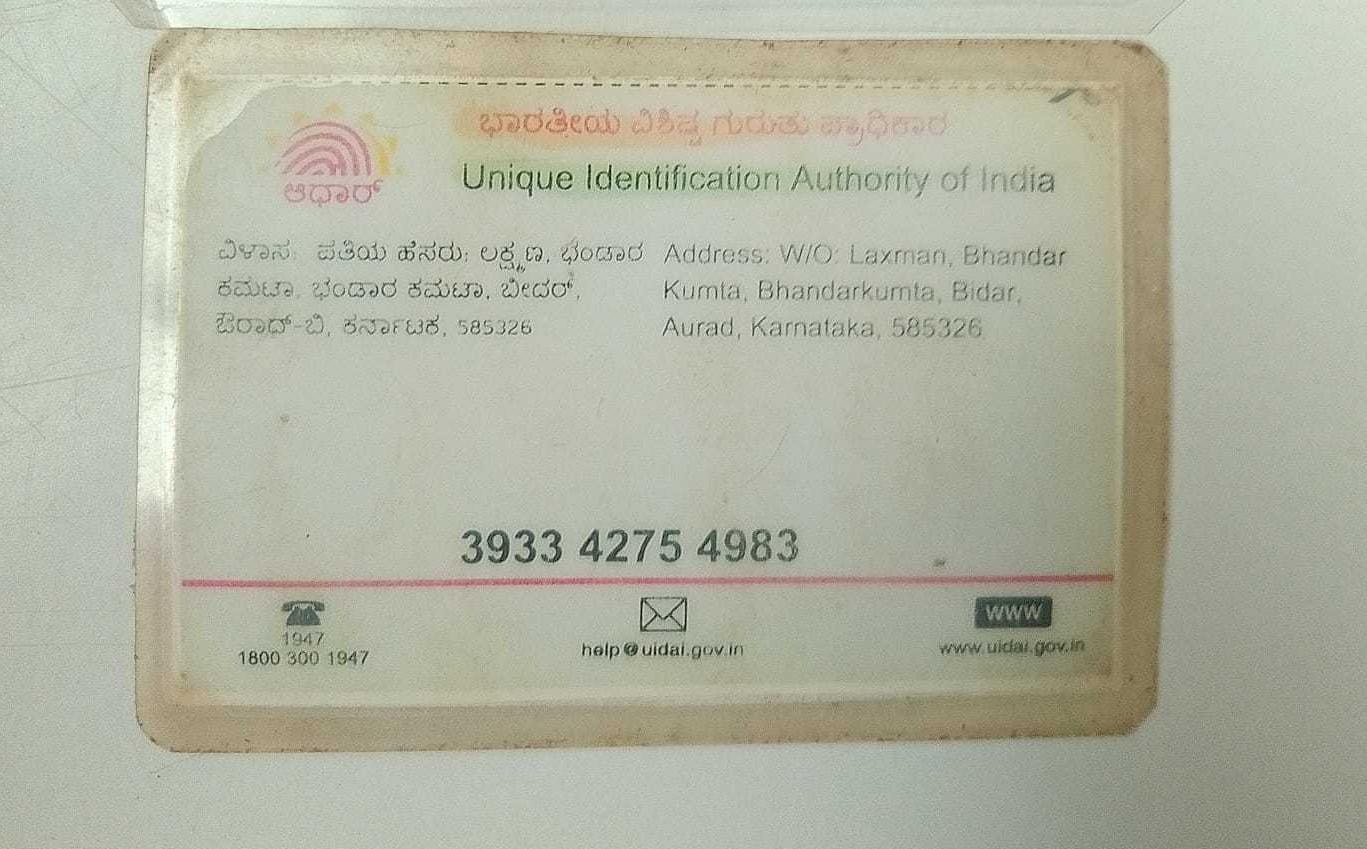 ಭಾರತೀಯ ವಿಶಿಷ್ಟ ಗುರುತು ಪ್ರಾಧಿಕಾರ
ಆಧಾರ್
Unique Identification Authority of India
ವಿಳಾಸ: ಪತಿಯ ಹೆಸರು: ಲಕ್ಷ್ಮಣ, ಭಂಡಾರ
ಕಮಟಾ, ಭಂಡಾರ ಕಮಟಾ, ಬೀದರ್,
ಔರಾದ್-ಬಿ, ಕರ್ನಾಟಕ, 585326
Address: W/O: Laxman, Bhandar
Kumta, Bhandarkumta, Bidar,
Aurad, Karnataka, 585326
3933 4275 4983
1947
1800 300 1947
help@uidai.gov.in
www
www.uidai.gov.in